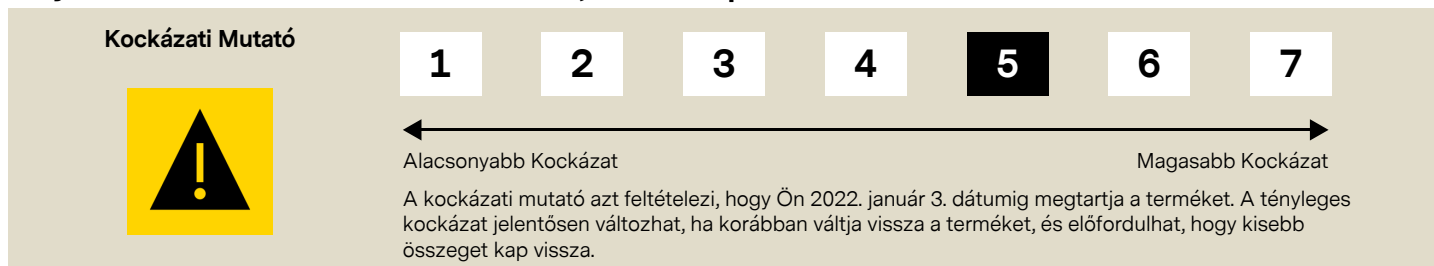 Kockázati Mutató
1 2 3 4 5 6 7
Alacsonyabb Kockázat Magasabb Kockázat
A kockázati mutató azt feltételezi, hogy Ön 2022. január 3. dátumig megtartja a terméket. A tényleges
kockázat jelentősen változhat, ha korábban váltja vissza a terméket, és előfordulhat, hogy kisebb
összeget kap vissza.